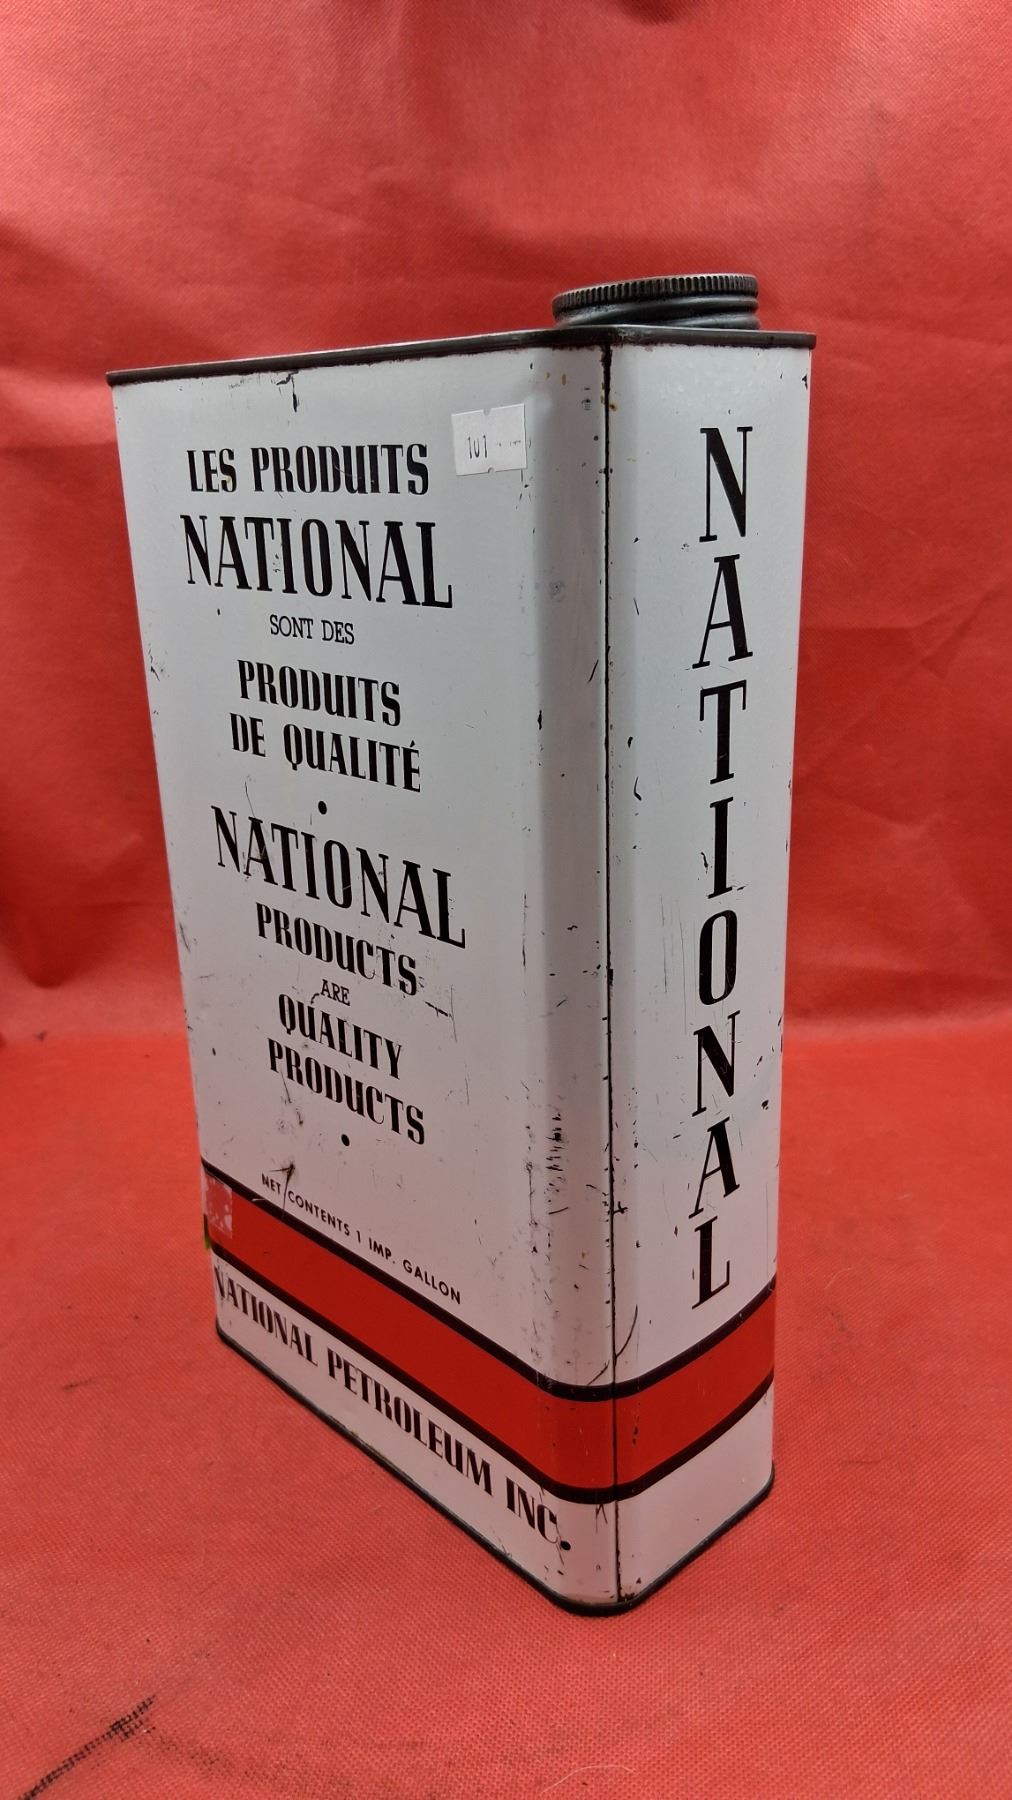 LES PRODUITS
NATIONAL
SONT DES
PRODUITS
DE QUALITÉ
•
NATIONAL
PRODUCTS
ARE
QUALITY
PRODUCTS
•
NET CONTENTS 1 IMP. GALLON
NATIONAL PETROLEUM INC.
101
NATIONAL